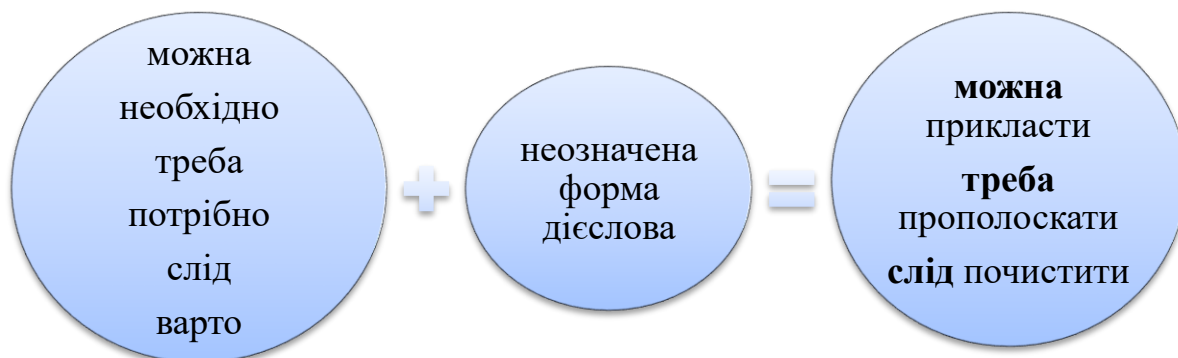 можна
необхідно
треба
потрібно
слід
варто
неозначена
форма
дієслова
можна
прикласти
треба
прополоскати
слід почистити